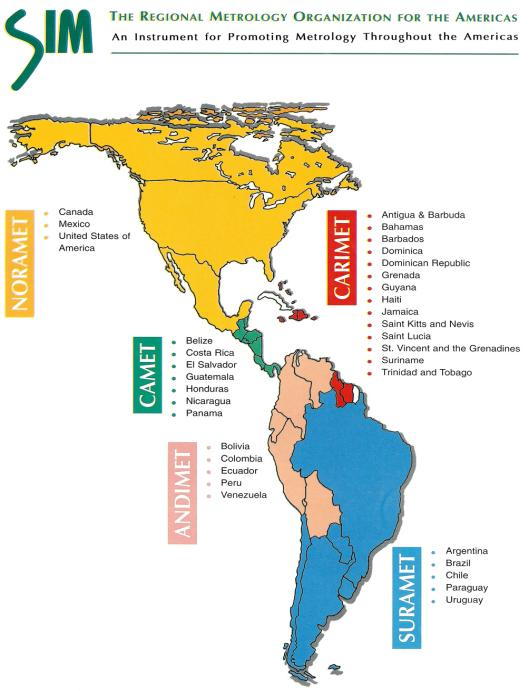 SIM
THE REGIONAL METROLOGY ORGANIZATION FOR THE AMERICAS
An Instrument for Promoting Metrology Throughout the Americas
NORAMET
Canada
Mexico
United States of
America
CARIMET
Antigua & Barbuda
Bahamas
Barbados
Dominica
Dominican Republic
Grenada
Guyana
Haiti
Jamaica
Saint Kitts and Nevis
Saint Lucia
St. Vincent and the Grenadines
Suriname
Trinidad and Tobago
CAMET
Belize
Costa Rica
El Salvador
Guatemala
Honduras
Nicaragua
Panama
ANDIMET
Bolivia
Colombia
Ecuador
Peru
Venezuela
SURAMET
Argentina
Brazil
Chile
Paraguay
Uruguay